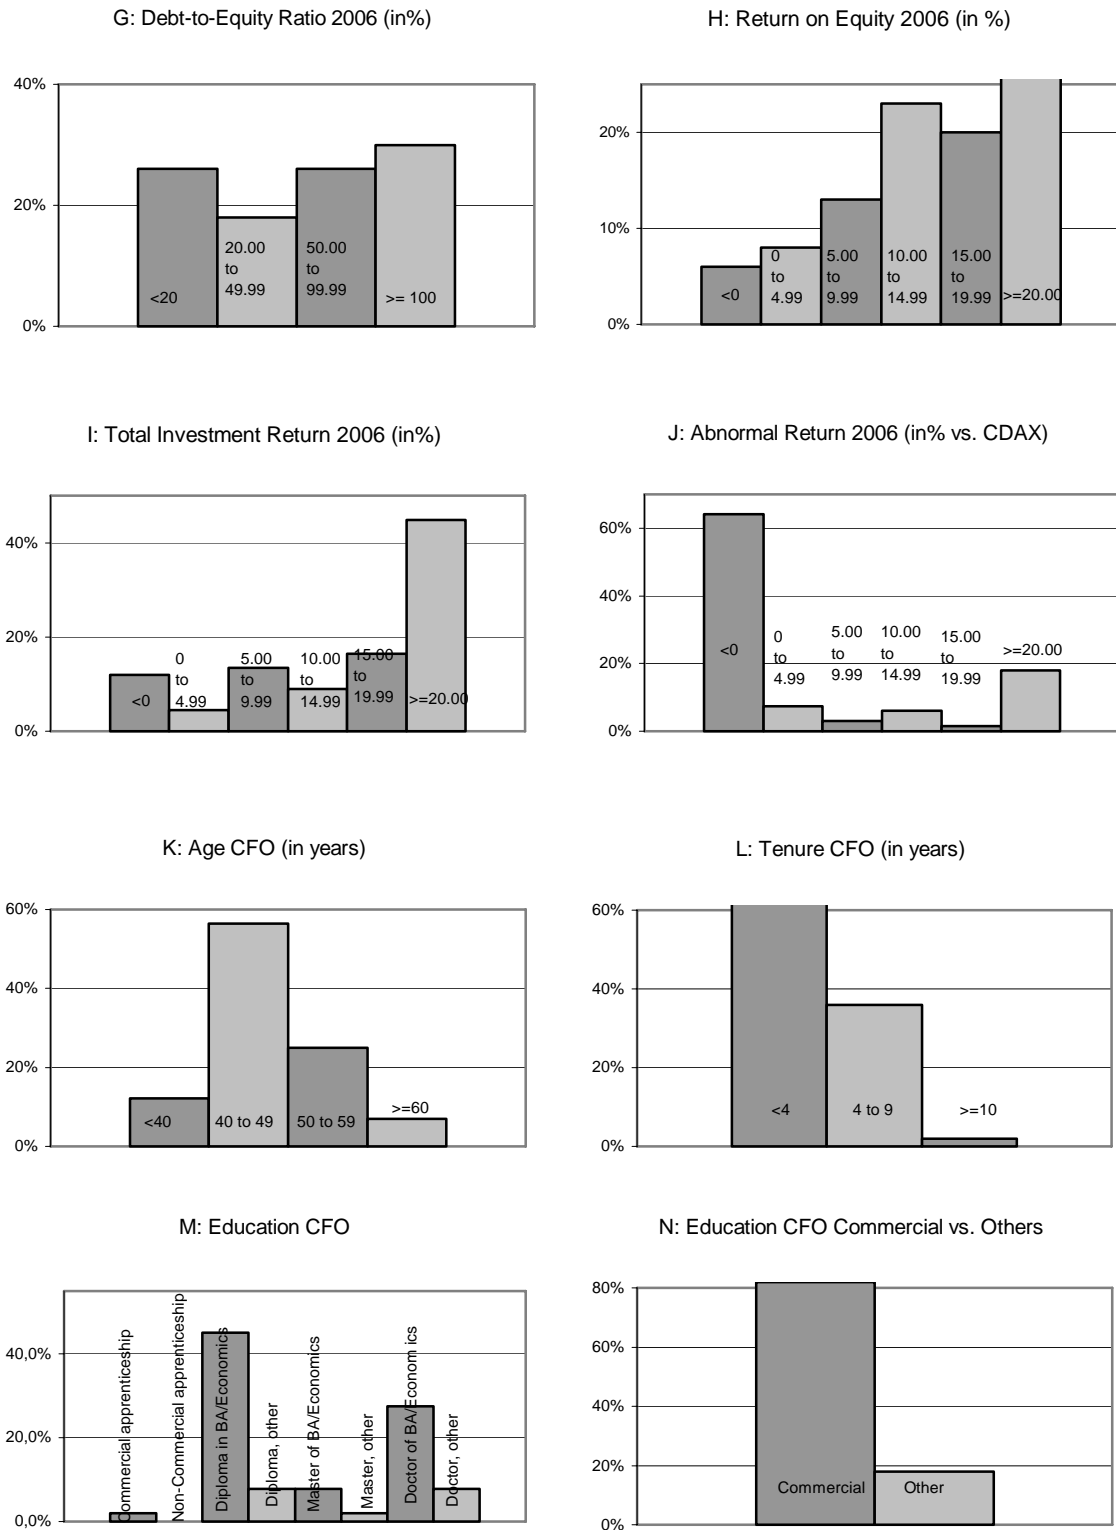 G: Debt-to-Equity Ratio 2006 (in%)
40%
20%
0%
<20
20.00
to
49.99
50.00
to
99.99
>= 100
H: Return on Equity 2006 (in %)
20%
10%
0%
<0
0
to
4.99
5.00
to
9.99
10.00
to
14.99
15.00
to
19.99
>=20.00
I: Total Investment Return 2006 (in%)
40%
20%
0%
<0
0
to
4.99
5.00
to
9.99
10.00
to
14.99
15.00
to
19.99
>=20.00
J: Abnormal Return 2006 (in% vs. CDAX)
60%
40%
20%
0%
<0
0
to
4.99
5.00
to
9.99
10.00
to
14.99
15.00
to
19.99
>=20.00
K: Age CFO (in years)
60%
40%
20%
0%
<40
40 to 49
50 to 59
>=60
L: Tenure CFO (in years)
60%
40%
20%
0%
<4
4 to 9
>=10
M: Education CFO
40,0%
20,0%
0,0%
Commercial apprenticeship
Non-Commercial apprenticeship
Diploma in BA/Economics
Diploma, other
Master of BA/Economics
Master, other
Doctor of BA/Econom ics
Doctor, other
N: Education CFO Commercial vs. Others
80%
60%
40%
20%
0%
Commercial
Other